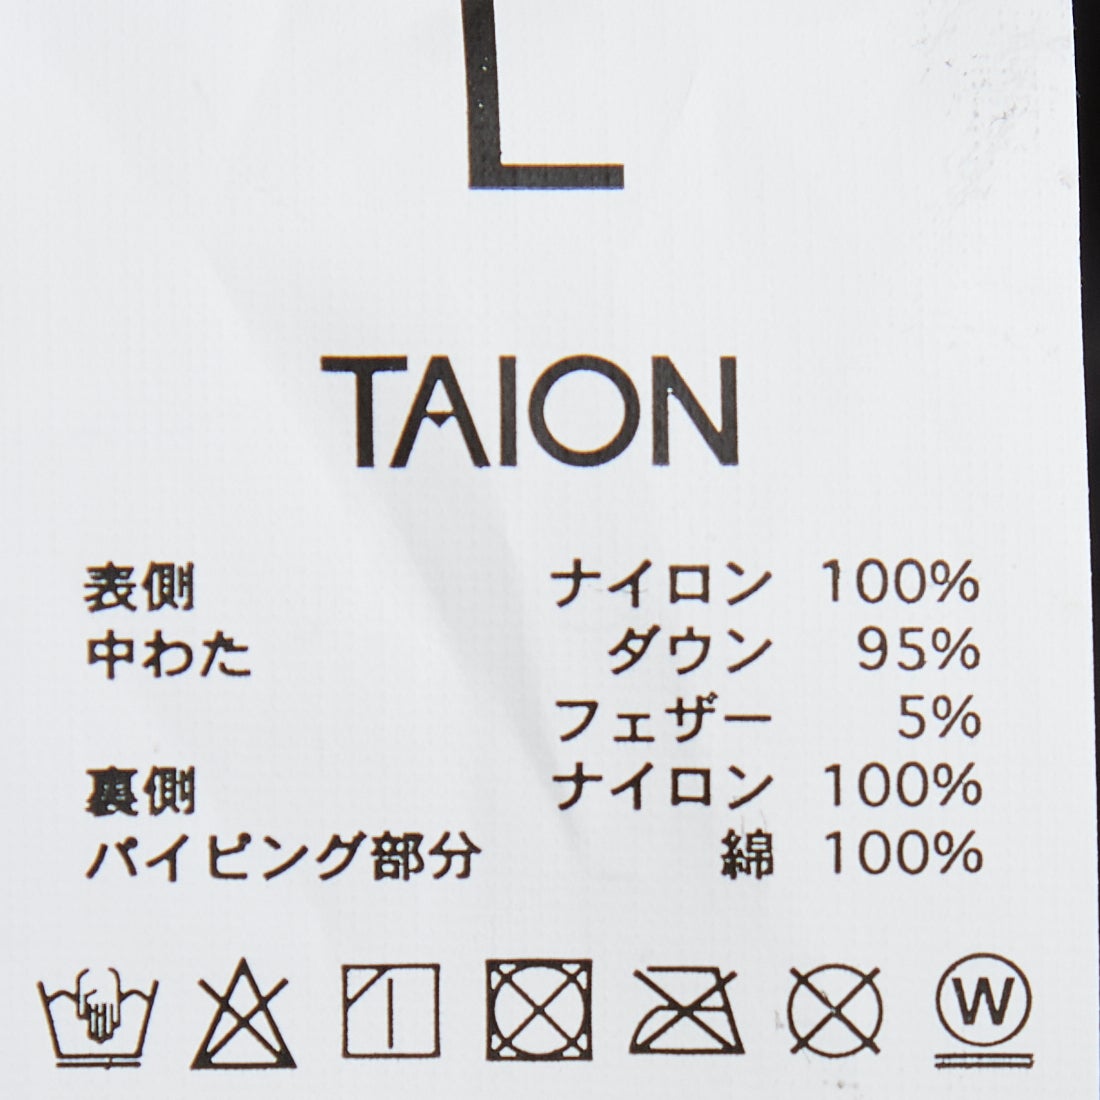 L
TAION
表側 ナイロン 100%
中わた ダウン 95%
フェザー 5%
裏側 ナイロン 100%
パイピング部分 綿 100%
W